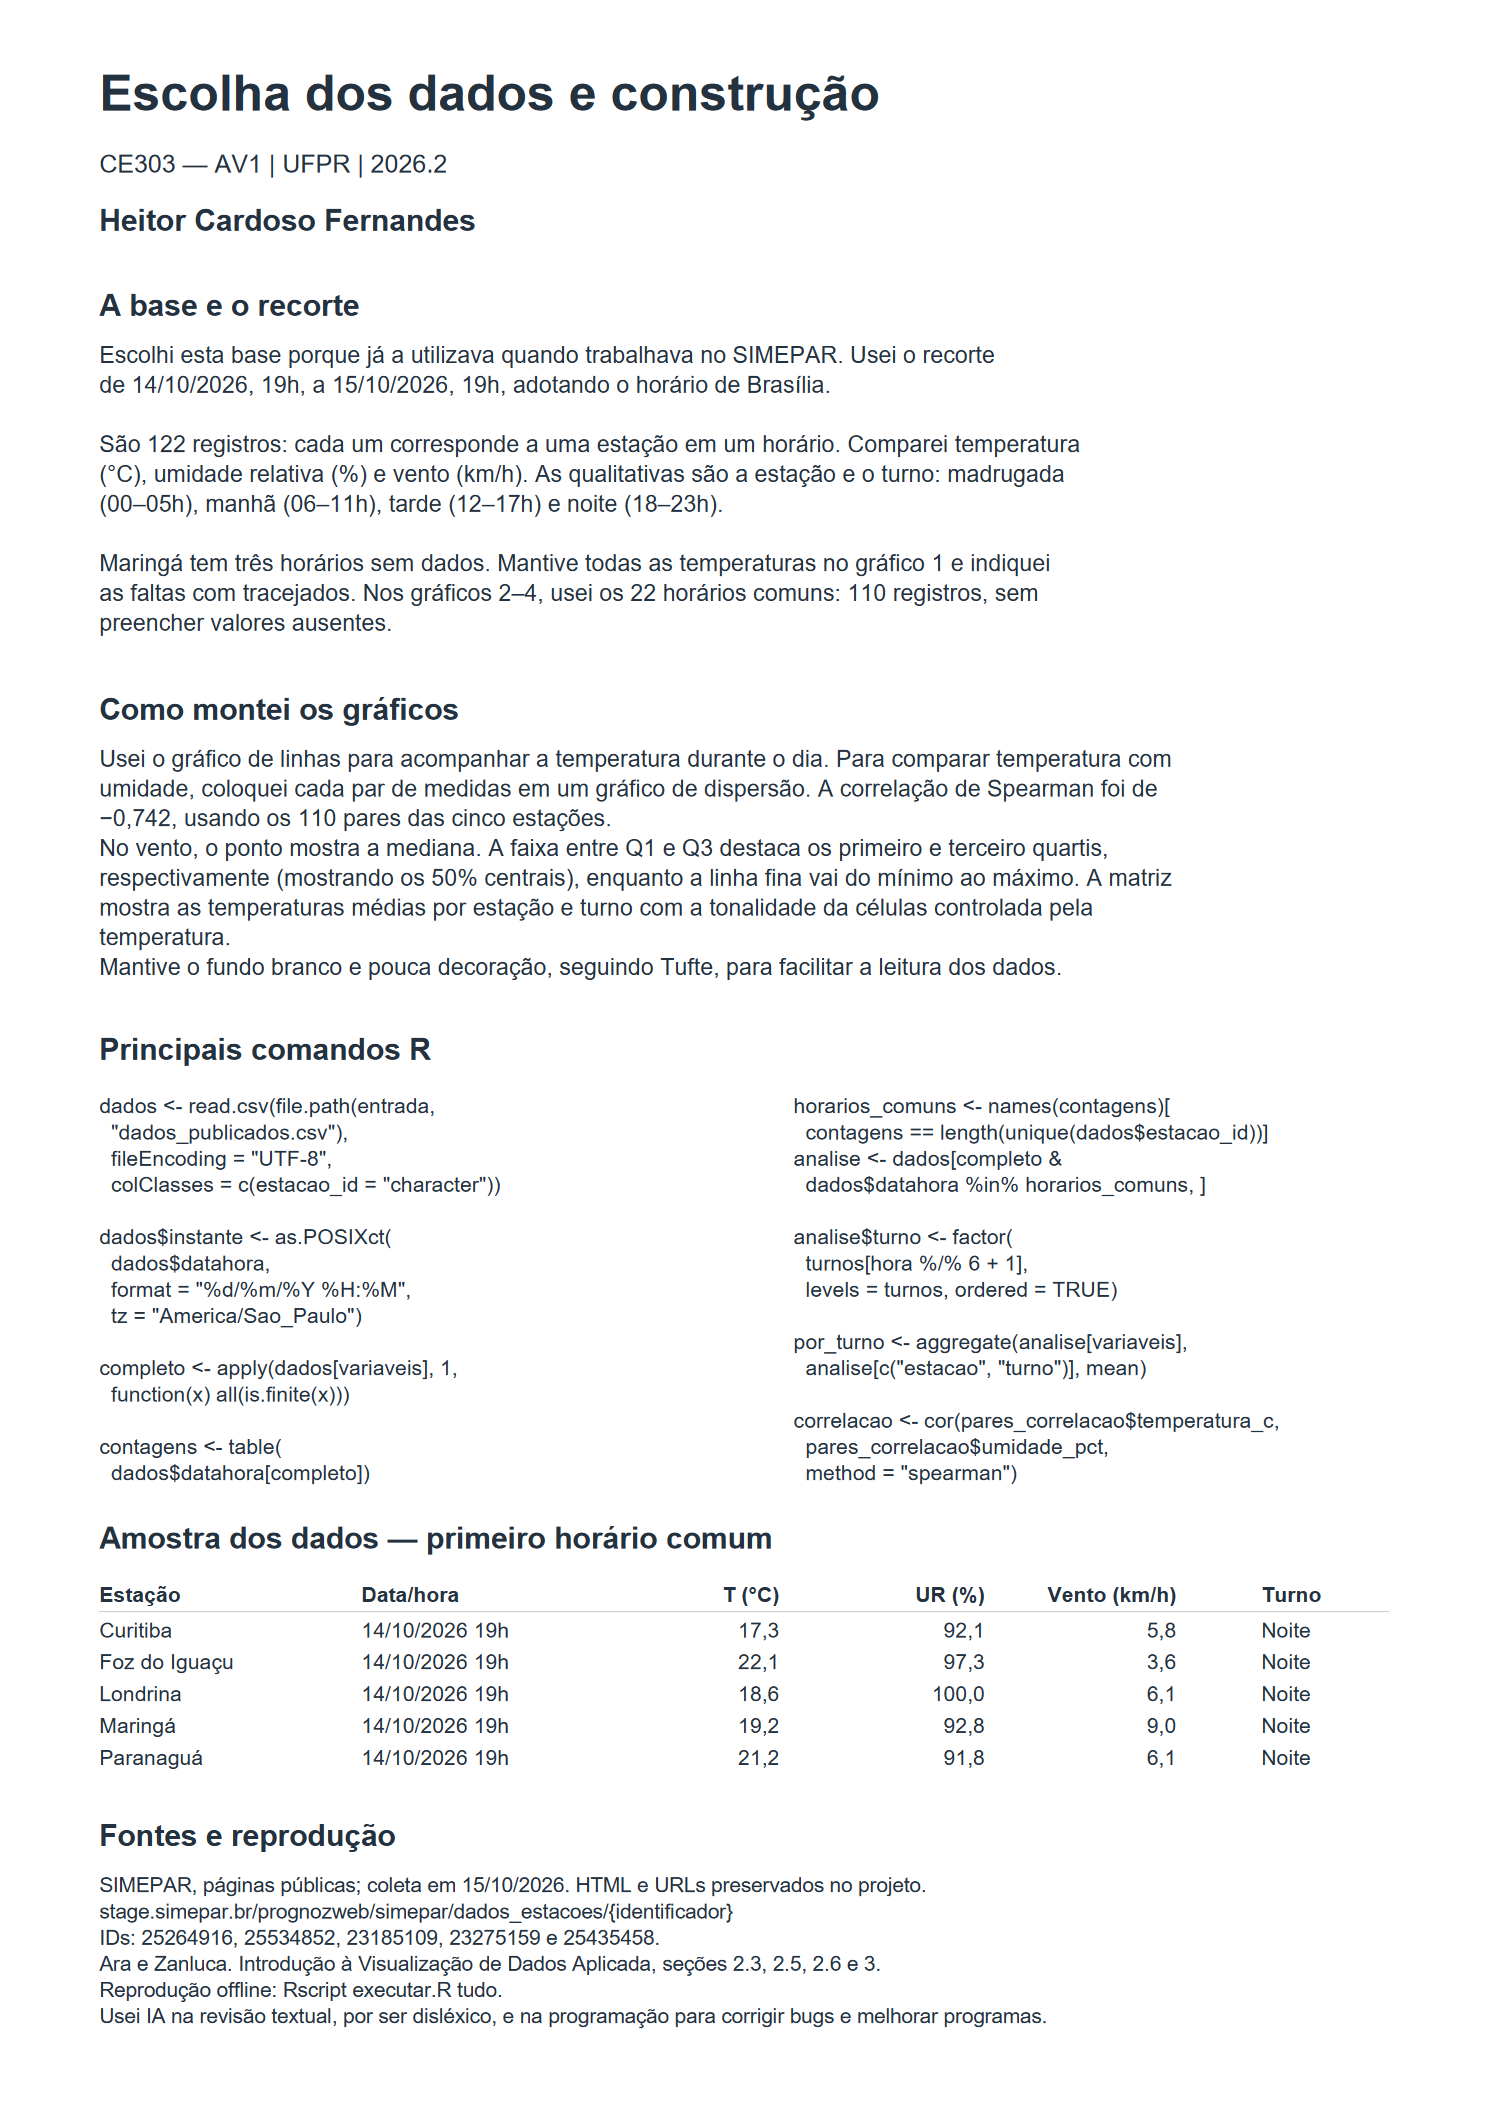 Escolha dos dados e construção
CE303 — AV1 | UFPR | 2026.2
Heitor Cardoso Fernandes
A base e o recorte
Escolhi esta base porque já a utilizava quando trabalhava no SIMEPAR. Usei o recorte
de 14/10/2026, 19h, a 15/10/2026, 19h, adotando o horário de Brasília.
São 122 registros: cada um corresponde a uma estação em um horário. Comparei temperatura
(°C), umidade relativa (%) e vento (km/h). As qualitativas são a estação e o turno: madrugada
(00–05h), manhã (06–11h), tarde (12–17h) e noite (18–23h).
Maringá tem três horários sem dados. Mantive todas as temperaturas no gráfico 1 e indiquei
as faltas com tracejados. Nos gráficos 2–4, usei os 22 horários comuns: 110 registros, sem
preencher valores ausentes.
Como montei os gráficos
Usei o gráfico de linhas para acompanhar a temperatura durante o dia. Para comparar temperatura com
umidade, coloquei cada par de medidas em um gráfico de dispersão. A correlação de Spearman foi de
−0,742, usando os 110 pares das cinco estações.
No vento, o ponto mostra a mediana. A faixa entre Q1 e Q3 destaca os primeiro e terceiro quartis,
respectivamente (mostrando os 50% centrais), enquanto a linha fina vai do mínimo ao máximo. A matriz
mostra as temperaturas médias por estação e turno com a tonalidade da células controlada pela
temperatura.
Mantive o fundo branco e pouca decoração, seguindo Tufte, para facilitar a leitura dos dados.
Principais comandos R
dados <- read.csv(file.path(entrada,
"dados_publicados.csv"),
fileEncoding = "UTF-8",
colClasses = c(estacao_id = "character"))
dados$instante <- as.POSIXct(
dados$datahora,
format = "%d/%m/%Y %H:%M",
tz = "America/Sao_Paulo")
completo <- apply(dados[variaveis], 1,
function(x) all(is.finite(x)))
contagens <- table(
dados$datahora[completo])
horarios_comuns <- names(contagens)[
contagens == length(unique(dados$estacao_id))]
analise <- dados[completo &
dados$datahora %in% horarios_comuns, ]
analise$turno <- factor(
turnos[hora %/% 6 + 1],
levels = turnos, ordered = TRUE)
por_turno <- aggregate(analise[variaveis],
analise[c("estacao", "turno")], mean)
correlacao <- cor(pares_correlacao$temperatura_c,
pares_correlacao$umidade_pct,
method = "spearman")
Amostra dos dados — primeiro horário comum
Estação Data/hora T (°C) UR (%) Vento (km/h) Turno
Curitiba 14/10/2026 19h 17,3 92,1 5,8 Noite
Foz do Iguaçu 14/10/2026 19h 22,1 97,3 3,6 Noite
Londrina 14/10/2026 19h 18,6 100,0 6,1 Noite
Maringá 14/10/2026 19h 19,2 92,8 9,0 Noite
Paranaguá 14/10/2026 19h 21,2 91,8 6,1 Noite
Fontes e reprodução
SIMEPAR, páginas públicas; coleta em 15/10/2026. HTML e URLs preservados no projeto.
stage.simepar.br/prognozweb/simepar/dados_estacoes/{identificador}
IDs: 25264916, 25534852, 23185109, 23275159 e 25435458.
Ara e Zanluca. Introdução à Visualização de Dados Aplicada, seções 2.3, 2.5, 2.6 e 3.
Reprodução offline: Rscript executar.R tudo.
Usei IA na revisão textual, por ser disléxico, e na programação para corrigir bugs e melhorar programas.